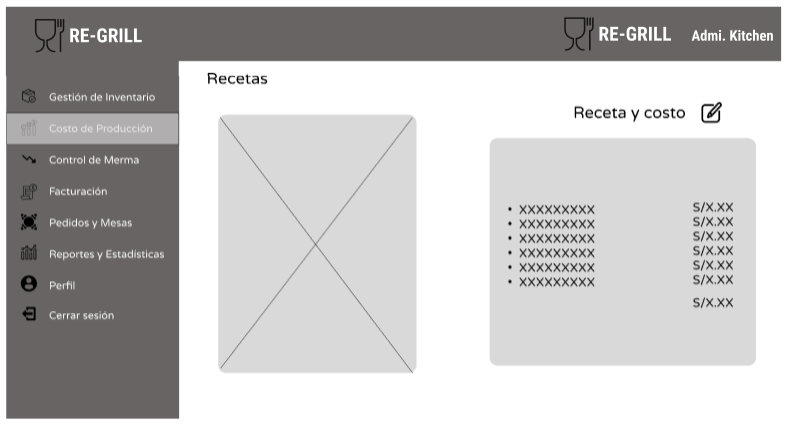 RE-GRILL
RE-GRILL Admi. Kitchen
Gestión de Inventario
Costo de Producción
Control de Merma
Facturación
Pedidos y Mesas
Reportes y Estadísticas
Perfil
Cerrar sesión
Recetas
Receta y costo
• XXXXXXXXX S/X.XX
• XXXXXXXXX S/X.XX
• XXXXXXXXX S/X.XX
• XXXXXXXXX S/X.XX
• XXXXXXXXX S/X.XX
• XXXXXXXXX S/X.XX
S/X.XX